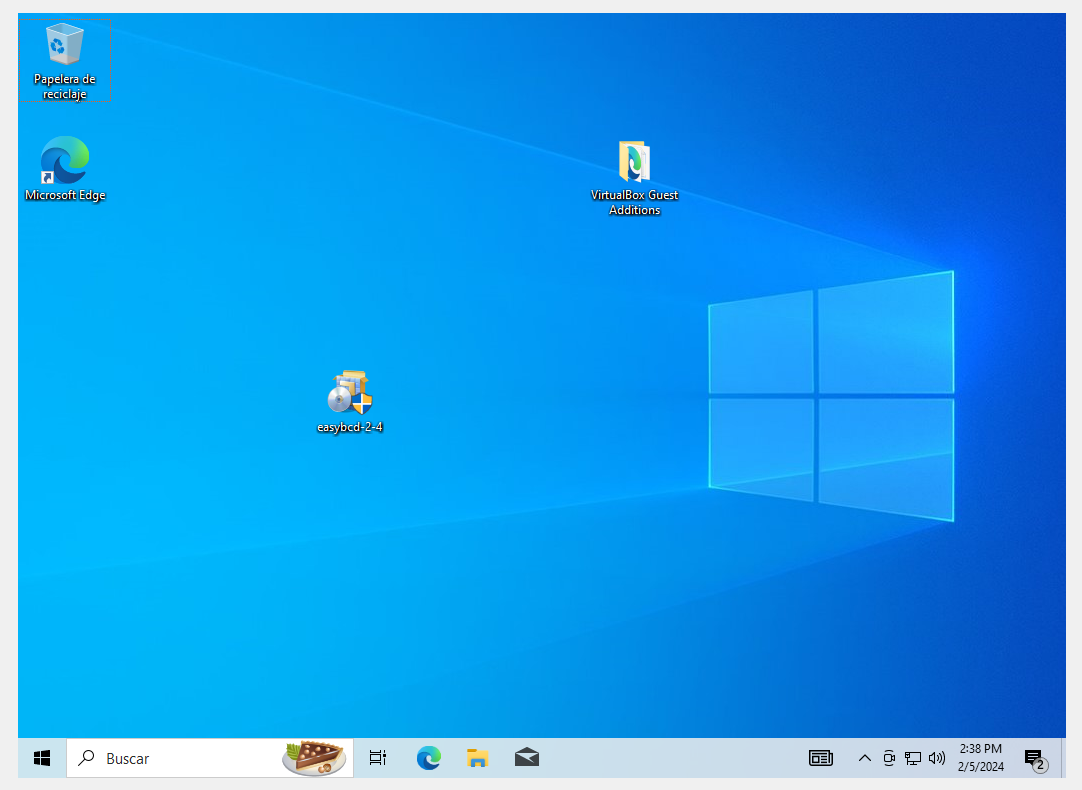 Papelera de
reciclaje
Microsoft Edge
VirtualBox Guest
Additions
easybcd-2-4
Buscar
2:38 PM
2/5/2024
2